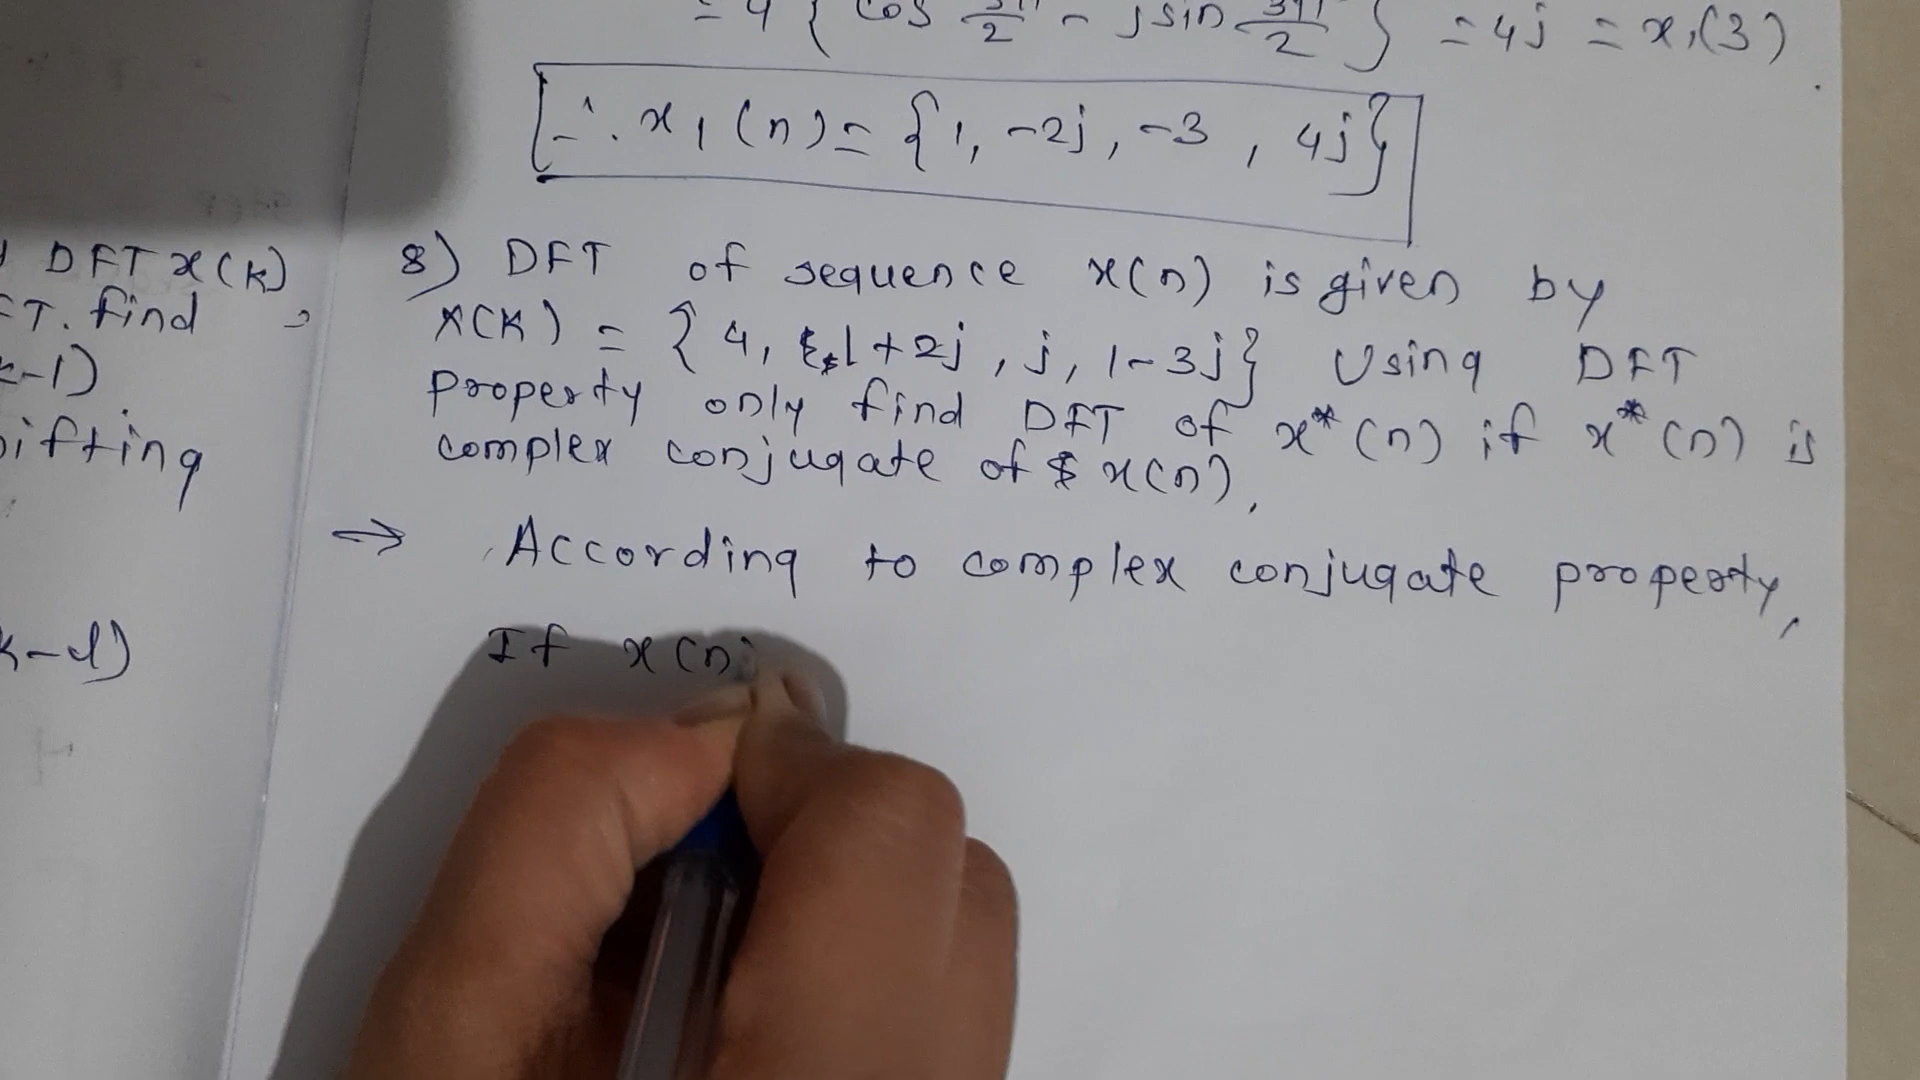 = 4 { cos 3π/2 - jsin 3π/2 } = 4j = x₁(3)
∴ x₁(n) = {1, -2j, -3, 4j}
DFT x(k)
T. find
-1)
ifting
k-1)
8) DFT of sequence x(n) is given by
X(K) = {4, 1+2j, j, 1-3j} Using DFT
property only find DFT of x*(n) if x*(n) is
complex conjugate of x(n).
⇒ According to complex conjugate property,
If x(n)